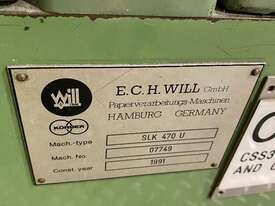 Will
E.C.H. WILL GmbH
Papierverarbeitungs-Maschinen
HAMBURG GERMANY
KÖRBER
Mach.-type SLK 470 U
Mach.-No. 07749
Const. year 1991
C
CSS3
AND C